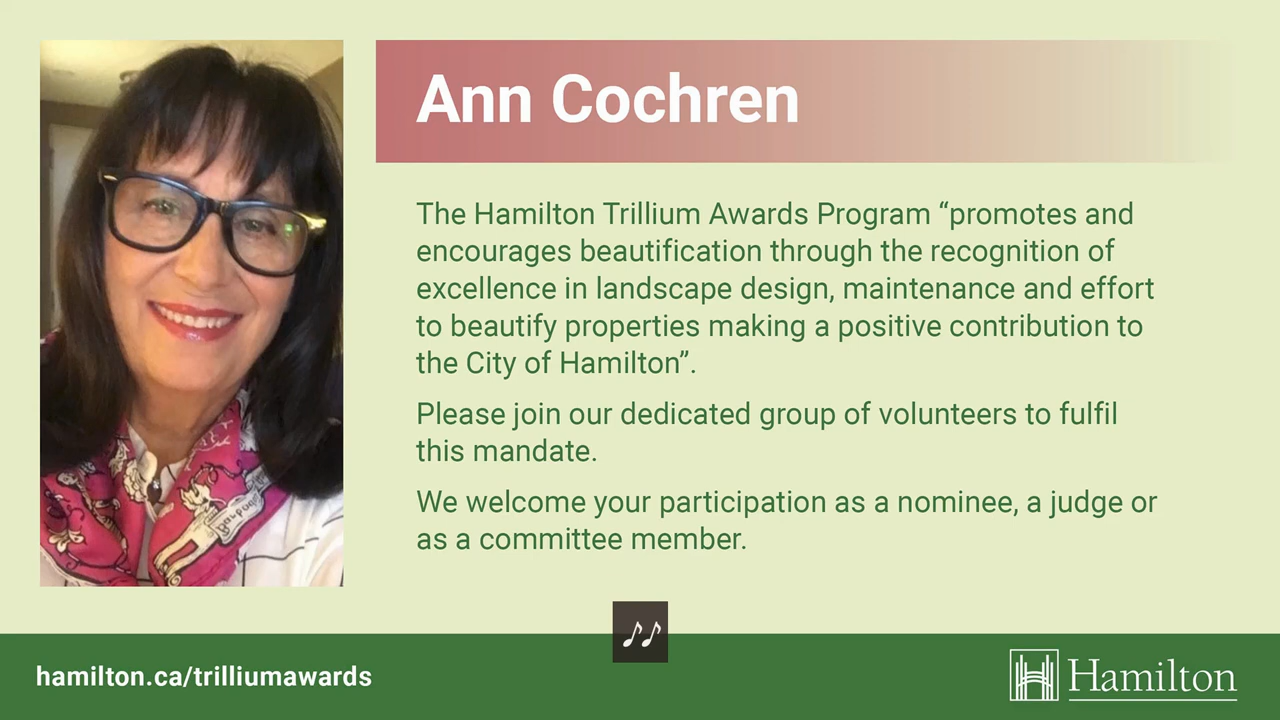 Ann Cochren
The Hamilton Trillium Awards Program “promotes and
encourages beautification through the recognition of
excellence in landscape design, maintenance and effort
to beautify properties making a positive contribution to
the City of Hamilton”.
Please join our dedicated group of volunteers to fulfil
this mandate.
We welcome your participation as a nominee, a judge or
as a committee member.
♪♪
hamilton.ca/trilliumawards
Hamilton